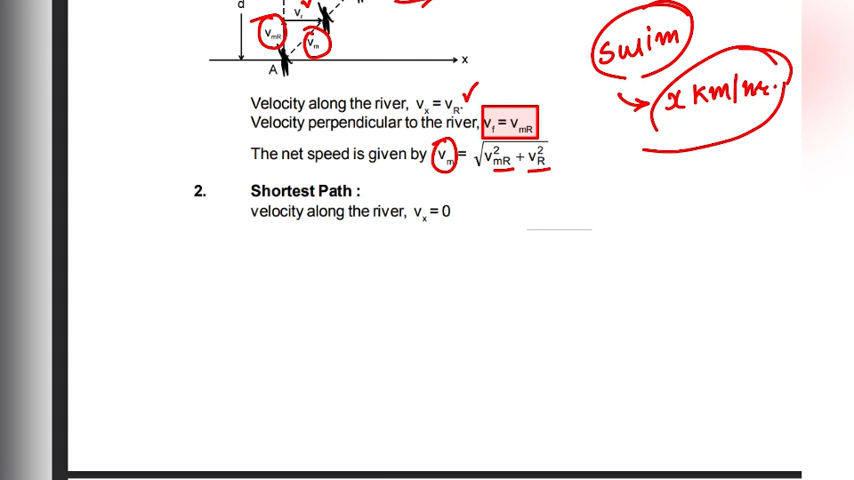 d
v_r
v_mR
v_m
A
x
swim
x km/hr.
Velocity along the river, v_x = v_R.
Velocity perpendicular to the river, v_f = v_mR
The net speed is given by v_m = √(v²_mR + v²_R)
2. Shortest Path :
velocity along the river, v_x = 0